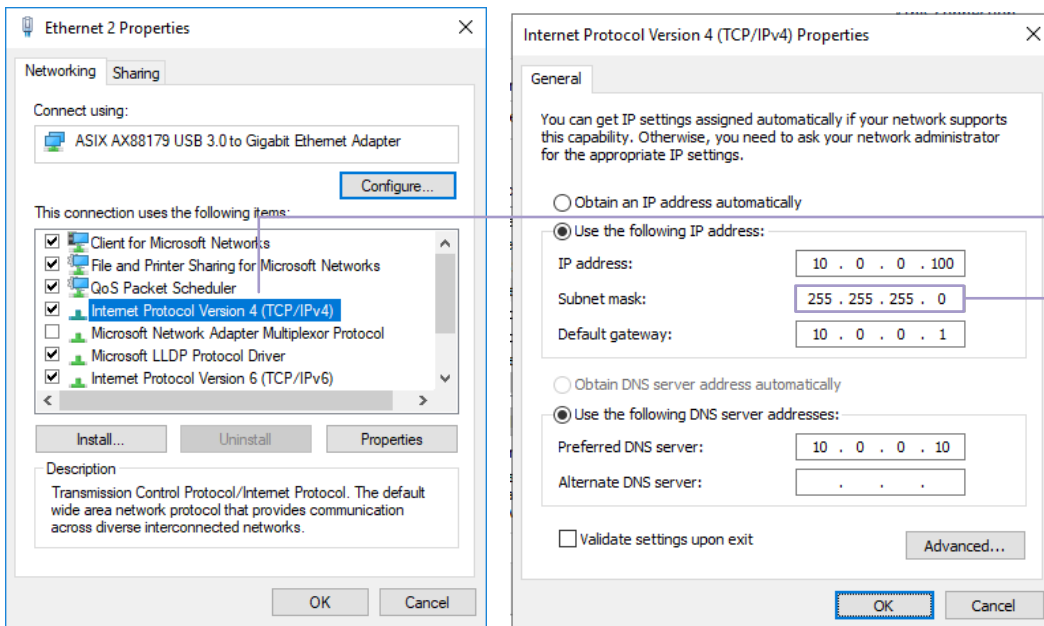 Ethernet 2 Properties
Networking
Sharing
Connect using:
ASIX AX88179 USB 3.0 to Gigabit Ethernet Adapter
Configure...
This connection uses the following items:
Client for Microsoft Networks
File and Printer Sharing for Microsoft Networks
QoS Packet Scheduler
Internet Protocol Version 4 (TCP/IPv4)
Microsoft Network Adapter Multiplexor Protocol
Microsoft LLDP Protocol Driver
Internet Protocol Version 6 (TCP/IPv6)
Install...
Uninstall
Properties
Description
Transmission Control Protocol/Internet Protocol. The default
wide area network protocol that provides communication
across diverse interconnected networks.
OK
Cancel
Internet Protocol Version 4 (TCP/IPv4) Properties
General
You can get IP settings assigned automatically if your network supports
this capability. Otherwise, you need to ask your network administrator
for the appropriate IP settings.
Obtain an IP address automatically
Use the following IP address:
IP address: 10 . 0 . 0 . 100
Subnet mask: 255 . 255 . 255 . 0
Default gateway: 10 . 0 . 0 . 1
Obtain DNS server address automatically
Use the following DNS server addresses:
Preferred DNS server: 10 . 0 . 0 . 10
Alternate DNS server: . . .
Validate settings upon exit
Advanced...
OK
Cancel